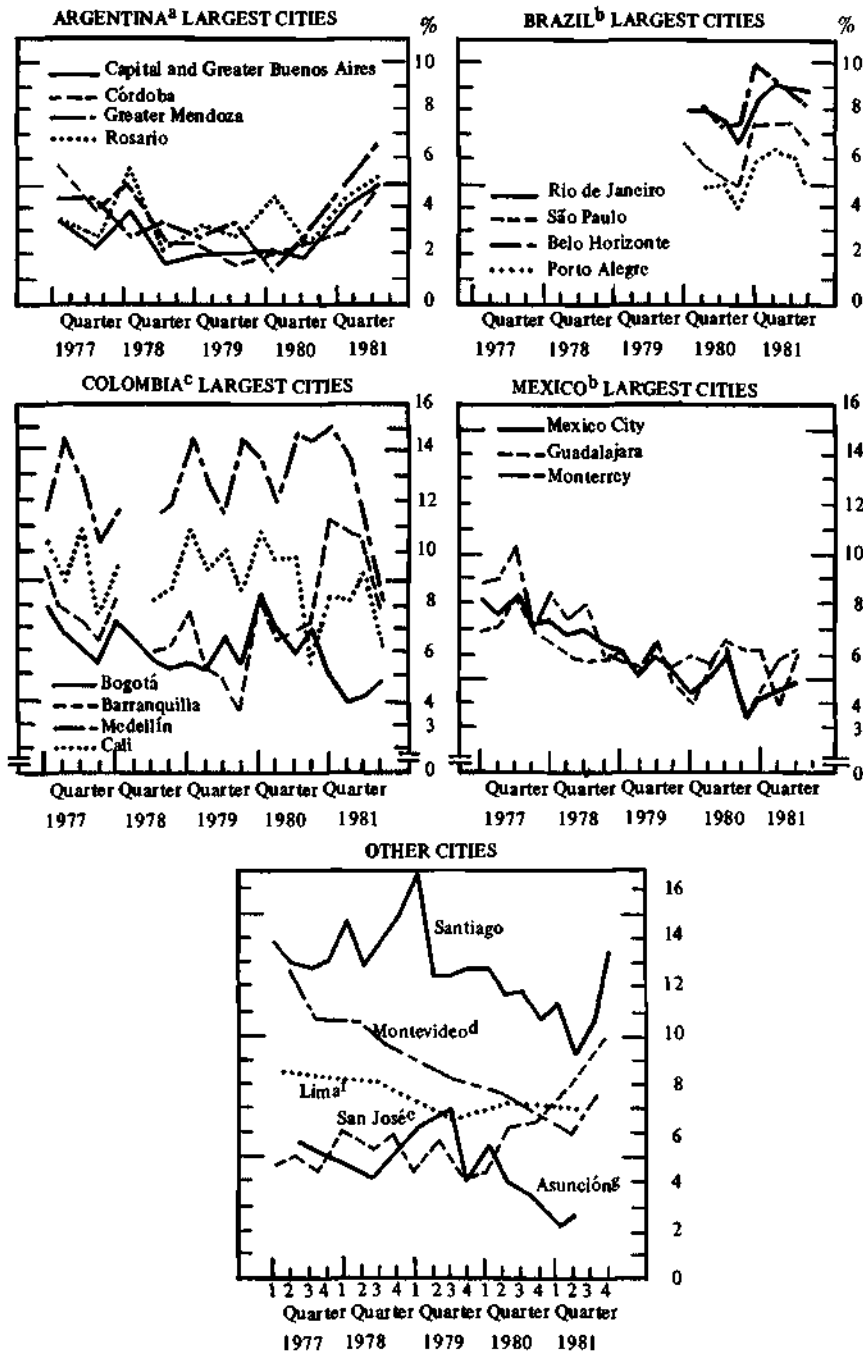 ARGENTINAᵃ LARGEST CITIES
%
Capital and Greater Buenos Aires
Córdoba
Greater Mendoza
Rosario
10
8
6
4
2
0
Quarter Quarter Quarter Quarter Quarter
1977 1978 1979 1980 1981
BRAZILᵇ LARGEST CITIES
%
Río de Janeiro
São Paulo
Belo Horizonte
Porto Alegre
10
8
6
4
2
0
Quarter Quarter Quarter Quarter Quarter
1977 1978 1979 1980 1981
COLOMBIAᶜ LARGEST CITIES
Bogotá
Barranquilla
Medellín
Cali
16
14
12
10
8
6
4
3
0
Quarter Quarter Quarter Quarter Quarter
1977 1978 1979 1980 1981
MEXICOᵇ LARGEST CITIES
Mexico City
Guadalajara
Monterrey
16
14
12
10
8
6
4
3
0
Quarter Quarter Quarter Quarter Quarter
1977 1978 1979 1980 1981
OTHER CITIES
Santiago
Montevideoᵈ
Limaᶠ
San Joséᵉ
Asunciónᵍ
16
14
12
10
8
6
4
2
0
1 2 3 4 1 2 3 4 1 2 3 4 1 2 3 4 1 2 3 4
Quarter Quarter Quarter Quarter Quarter
1977 1978 1979 1980 1981